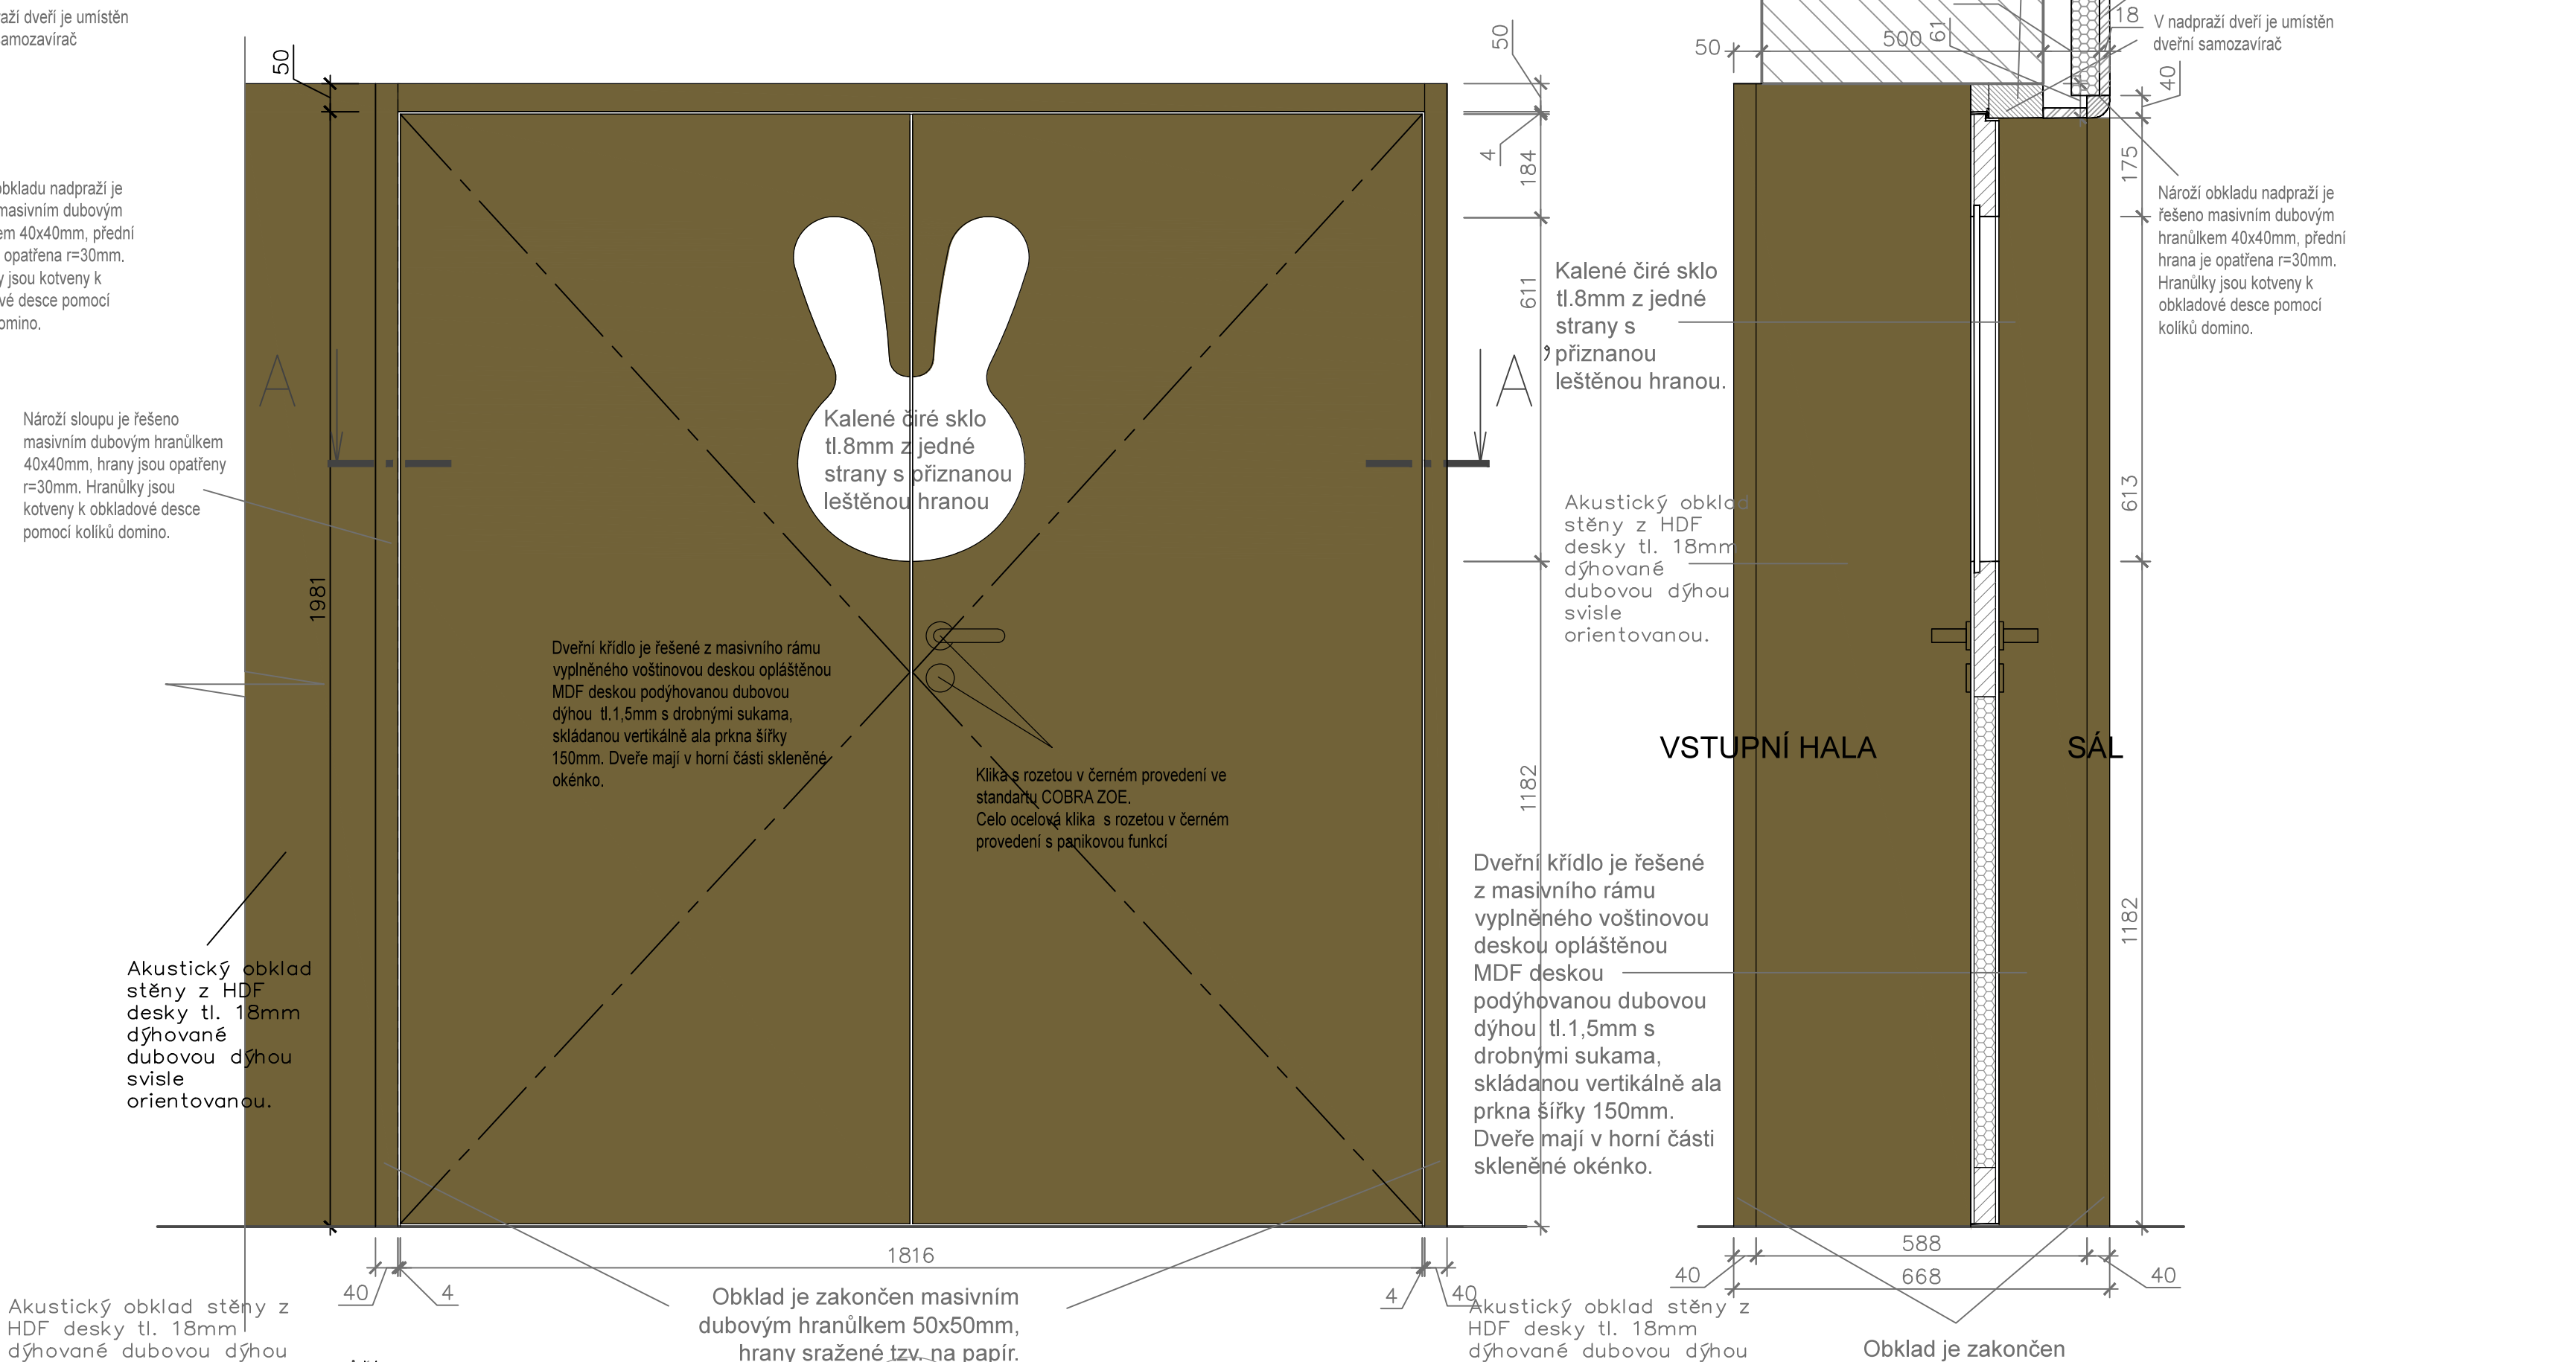 aží dveří je umístěn
amozavírač
obkladu nadpraží je
masivním dubovým
em 40x40mm, přední
opatřena r=30mm.
y jsou kotveny k
vé desce pomocí
omino.
Nároží sloupu je řešeno
masivním dubovým hranůlkem
40x40mm, hrany jsou opatřeny
r=30mm. Hranůlky jsou
kotveny k obkladové desce
pomocí kolíků domino.
50
1981
A
Akustický obklad
stěny z HDF
desky tl. 18mm
dýhované
dubovou dýhou
svisle
orientovanou.
Akustický obklad stěny z
HDF desky tl. 18mm
dýhované dubovou dýhou
Kalené čiré sklo
tl.8mm z jedné
strany s přiznanou
leštěnou hranou
Dveřní křídlo je řešené z masivního rámu
vyplněného voštinovou deskou opláštěnou
MDF deskou podýhovanou dubovou
dýhou tl.1,5mm s drobnými sukama,
skládanou vertikálně ala prkna šířky
150mm. Dveře mají v horní části skleněné
okénko.
Klika s rozetou v černém provedení ve
standartu COBRA ZOE.
Celo ocelová klika s rozetou v černém
provedení s panikovou funkcí
40
4
1816
4
40
Obklad je zakončen masivním
dubovým hranůlkem 50x50mm,
hrany sražené tzv. na papír.
50
4
184
611
1182
A'
Kalené čiré sklo
tl.8mm z jedné
strany s
přiznanou
leštěnou hranou.
Akustický obklad
stěny z HDF
desky tl. 18mm
dýhované
dubovou dýhou
svisle
orientovanou.
Dveřní křídlo je řešené
z masivního rámu
vyplněného voštinovou
deskou opláštěnou
MDF deskou
podýhovanou dubovou
dýhou tl.1,5mm s
drobnými sukama,
skládanou vertikálně ala
prkna šířky 150mm.
Dveře mají v horní části
skleněné okénko.
Akustický obklad stěny z
HDF desky tl. 18mm
dýhované dubovou dýhou
50
500
61
18
40
175
613
1182
VSTUPNÍ HALA
SÁL
V nadpraží dveří je umístěn
dveřní samozavírač
Nároží obkladu nadpraží je
řešeno masivním dubovým
hranůlkem 40x40mm, přední
hrana je opatřena r=30mm.
Hranůlky jsou kotveny k
obkladové desce pomocí
kolíků domino.
588
40
668
40
Obklad je zakončen